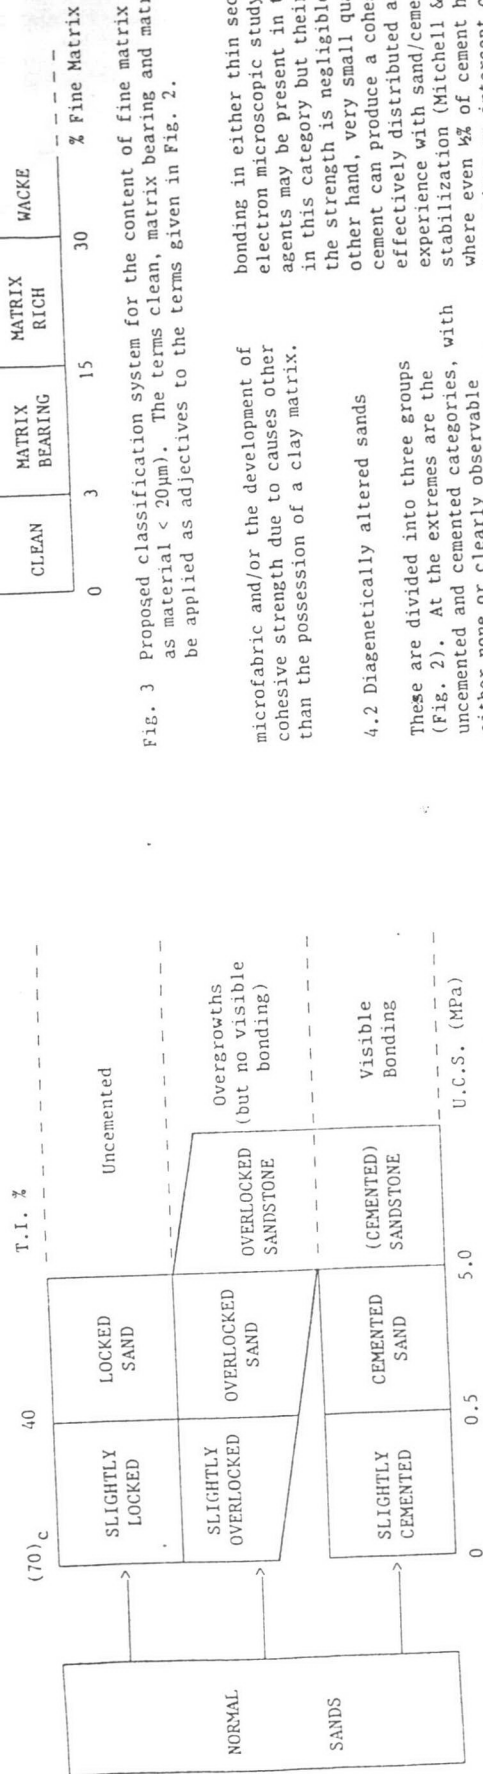 T.I. %
(70)c
40
NORMAL
SANDS
SLIGHTLY
LOCKED
LOCKED
SAND
Uncemented
SLIGHTLY
OVERLOCKED
OVERLOCKED
SAND
OVERLOCKED
SANDSTONE
Overgrowths
(but no visible
bonding)
SLIGHTLY
CEMENTED
CEMENTED
SAND
(CEMENTED)
SANDSTONE
Visible
Bonding
0
0.5
5.0
U.C.S. (MPa)
CLEAN
MATRIX
BEARING
MATRIX
RICH
WACKE
0
3
15
30
% Fine Matrix
Fig. 3 Proposed classification system for the content of fine matrix
as material < 20μm). The terms clean, matrix bearing and
be applied as adjectives to the terms given in Fig. 2.
microfabric and/or the development of
cohesive strength due to causes other
than the possession of a clay matrix.
4.2 Diagenetically altered sands
These are divided into three groups
(Fig. 2). At the extremes are the
uncemented and cemented categories, with
either none or clearly observable
bonding in either thin
electron microscopic study
agents may be present in
in this category but
the strength is
other hand, very small
cement can produce a
effectively distributed
experience with
stabilization (Mitchell &
where even ½% of cement